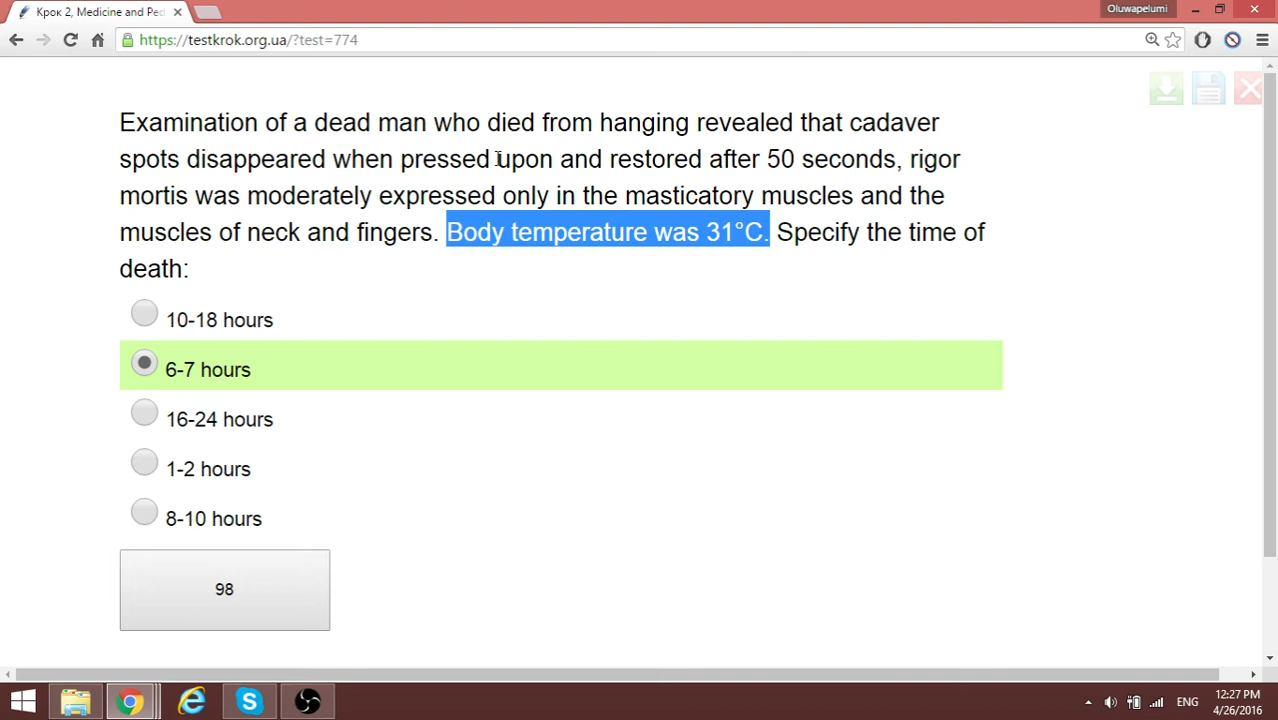 Крок 2, Medicine and Ped
Oluwapelumi
https://testkrok.org.ua/?test=774
Examination of a dead man who died from hanging revealed that cadaver
spots disappeared when pressed upon and restored after 50 seconds, rigor
mortis was moderately expressed only in the masticatory muscles and the
muscles of neck and fingers. Body temperature was 31°C. Specify the time of
death:
10-18 hours
6-7 hours
16-24 hours
1-2 hours
8-10 hours
98
ENG
12:27 PM
4/26/2016